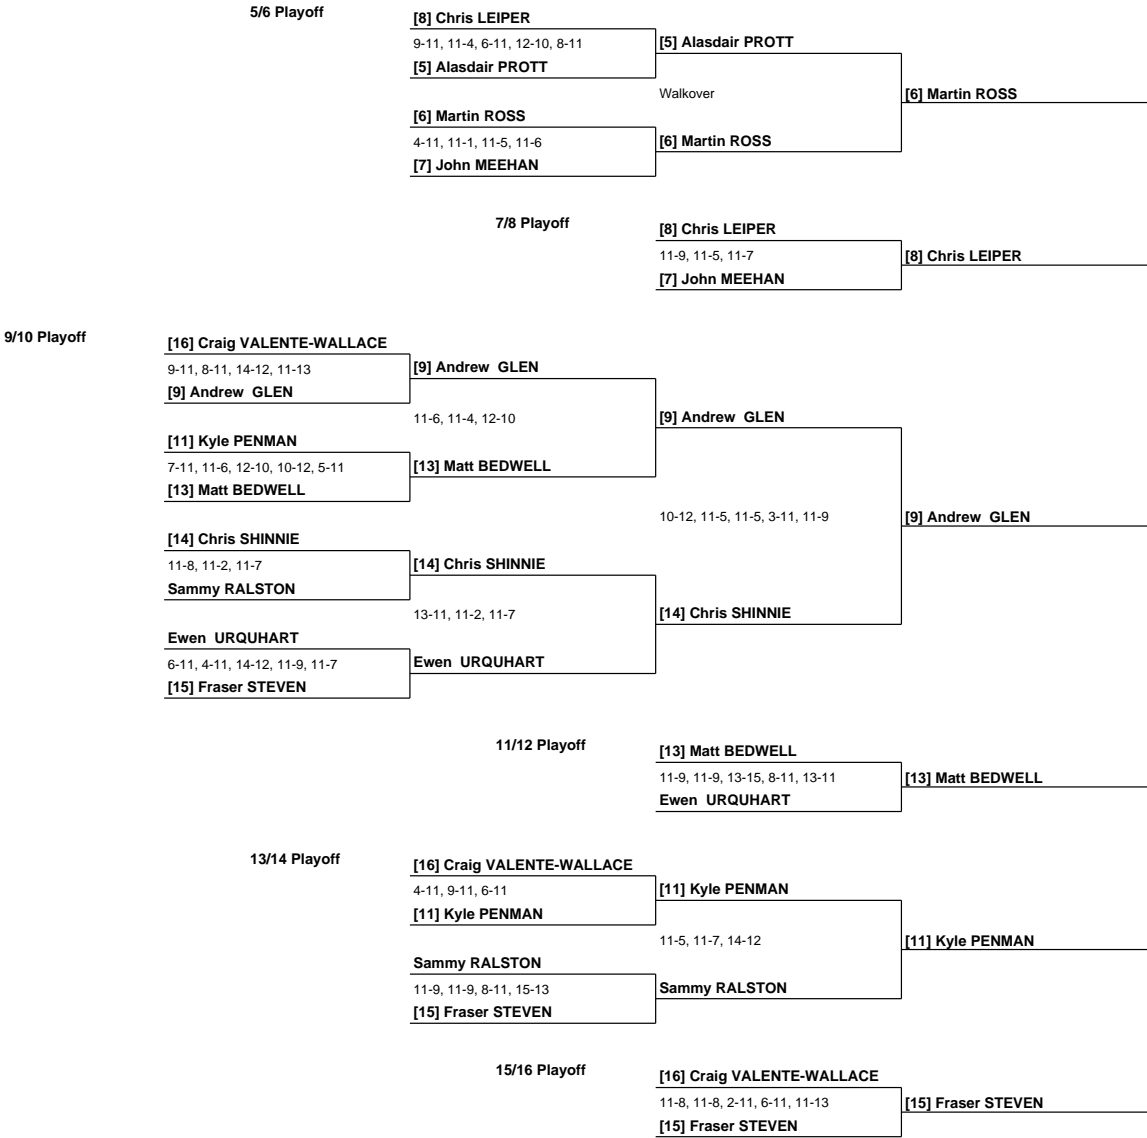 5/6 Playoff
[8] Chris LEIPER
9-11, 11-4, 6-11, 12-10, 8-11
[5] Alasdair PROTT
[5] Alasdair PROTT
Walkover
[6] Martin ROSS
[6] Martin ROSS
4-11, 11-1, 11-5, 11-6
[6] Martin ROSS
[7] John MEEHAN
7/8 Playoff
[8] Chris LEIPER
11-9, 11-5, 11-7
[8] Chris LEIPER
[7] John MEEHAN
9/10 Playoff
[16] Craig VALENTE-WALLACE
9-11, 8-11, 14-12, 11-13
[9] Andrew GLEN
[9] Andrew GLEN
11-6, 11-4, 12-10
[9] Andrew GLEN
[11] Kyle PENMAN
7-11, 11-6, 12-10, 10-12, 5-11
[13] Matt BEDWELL
[13] Matt BEDWELL
10-12, 11-5, 11-5, 3-11, 11-9
[9] Andrew GLEN
[14] Chris SHINNIE
11-8, 11-2, 11-7
[14] Chris SHINNIE
Sammy RALSTON
13-11, 11-2, 11-7
[14] Chris SHINNIE
Ewen URQUHART
6-11, 4-11, 14-12, 11-9, 11-7
Ewen URQUHART
[15] Fraser STEVEN
11/12 Playoff
[13] Matt BEDWELL
11-9, 11-9, 13-15, 8-11, 13-11
[13] Matt BEDWELL
Ewen URQUHART
13/14 Playoff
[16] Craig VALENTE-WALLACE
4-11, 9-11, 6-11
[11] Kyle PENMAN
[11] Kyle PENMAN
11-5, 11-7, 14-12
[11] Kyle PENMAN
Sammy RALSTON
11-9, 11-9, 8-11, 15-13
Sammy RALSTON
[15] Fraser STEVEN
15/16 Playoff
[16] Craig VALENTE-WALLACE
11-8, 11-8, 2-11, 6-11, 11-13
[15] Fraser STEVEN
[15] Fraser STEVEN